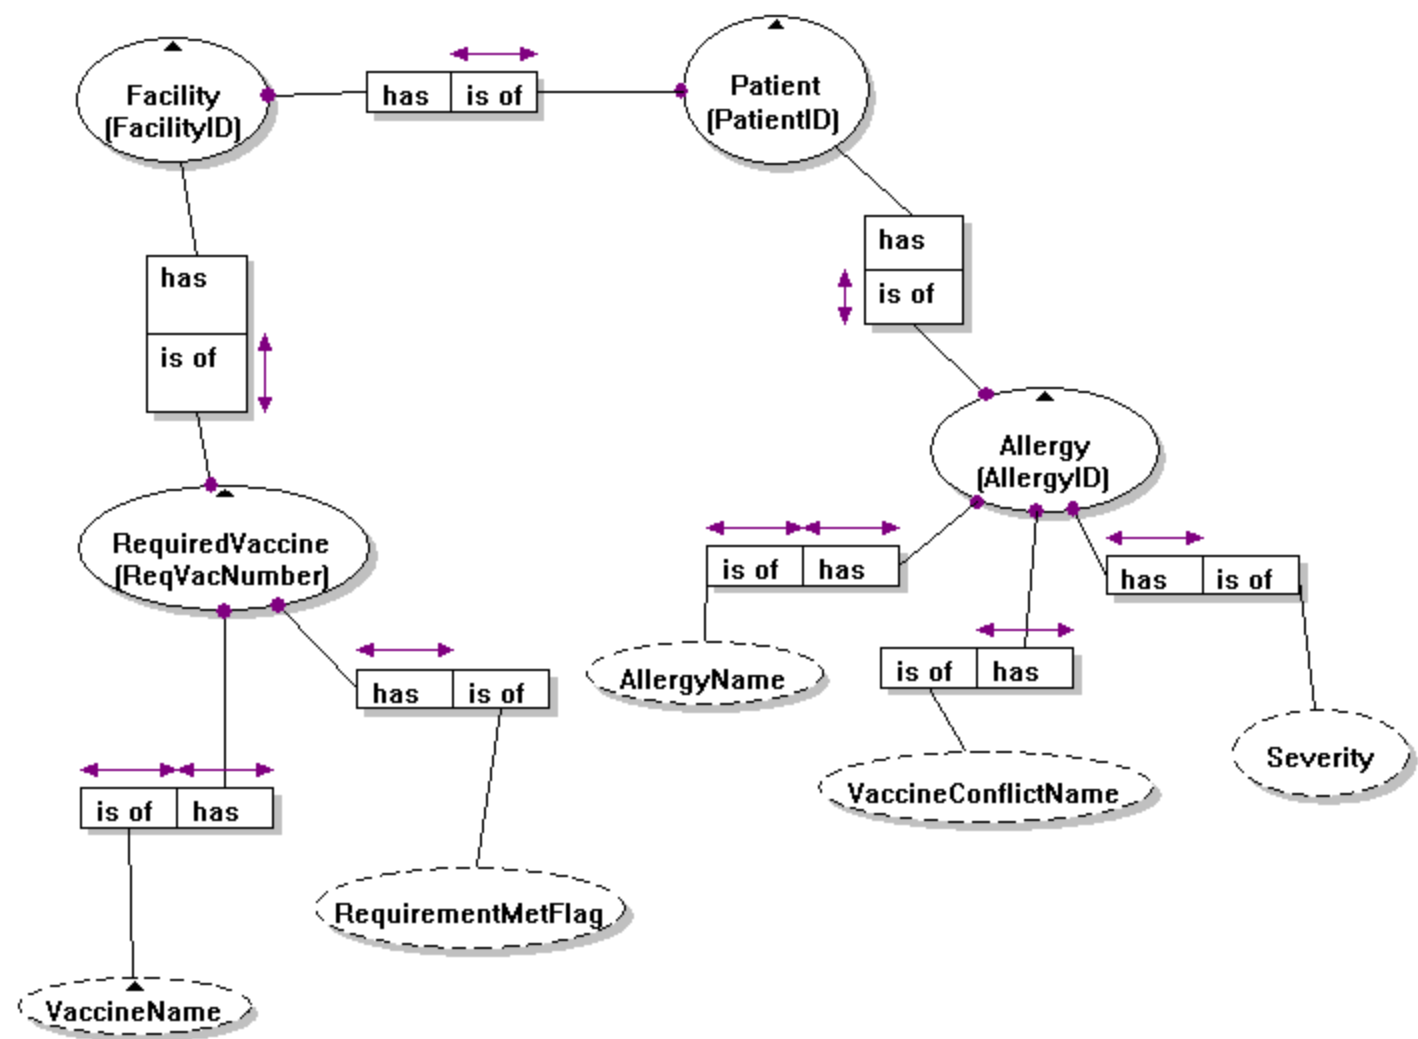 Facility
(FacilityID)
has
is of
Patient
(PatientID)
has
is of
has
is of
Allergy
(AllergyID)
RequiredVaccine
(ReqVacNumber)
is of
has
has
is of
AllergyName
is of
has
Severity
has
is of
VaccineConflictName
is of
has
RequirementMetFlag
VaccineName